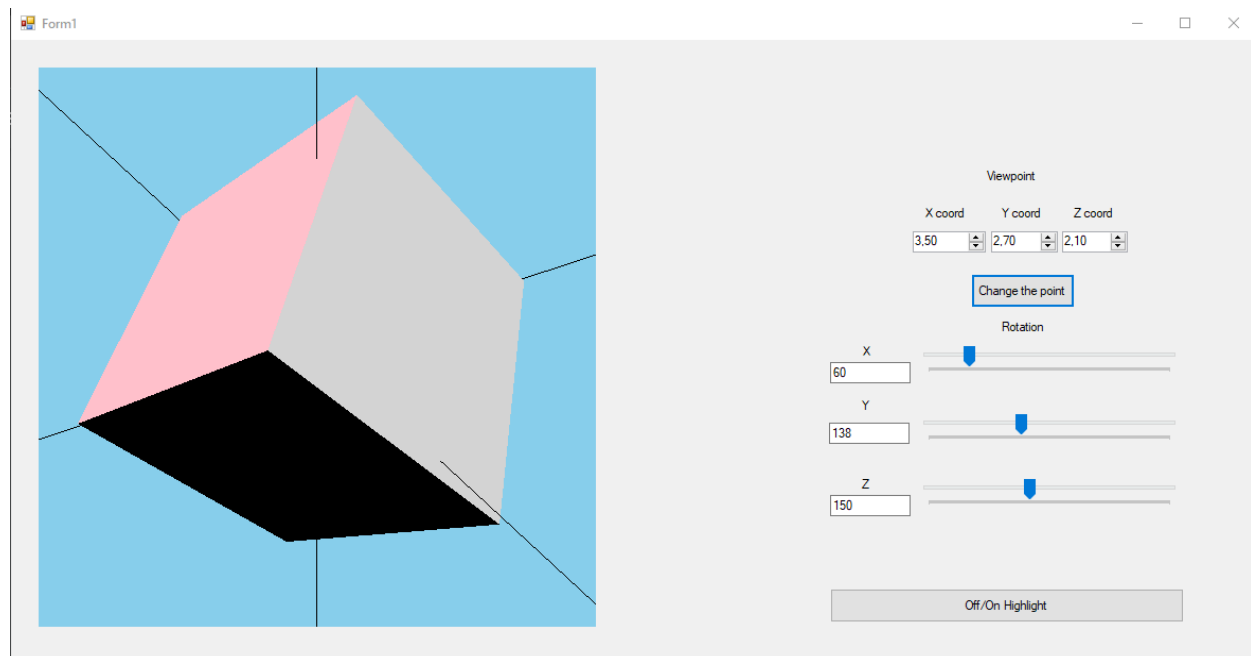 Form1
Viewpoint
X coord Y coord Z coord
3,50 2,70 2,10
Change the point
Rotation
X
60
Y
138
Z
150
Off/On Highlight